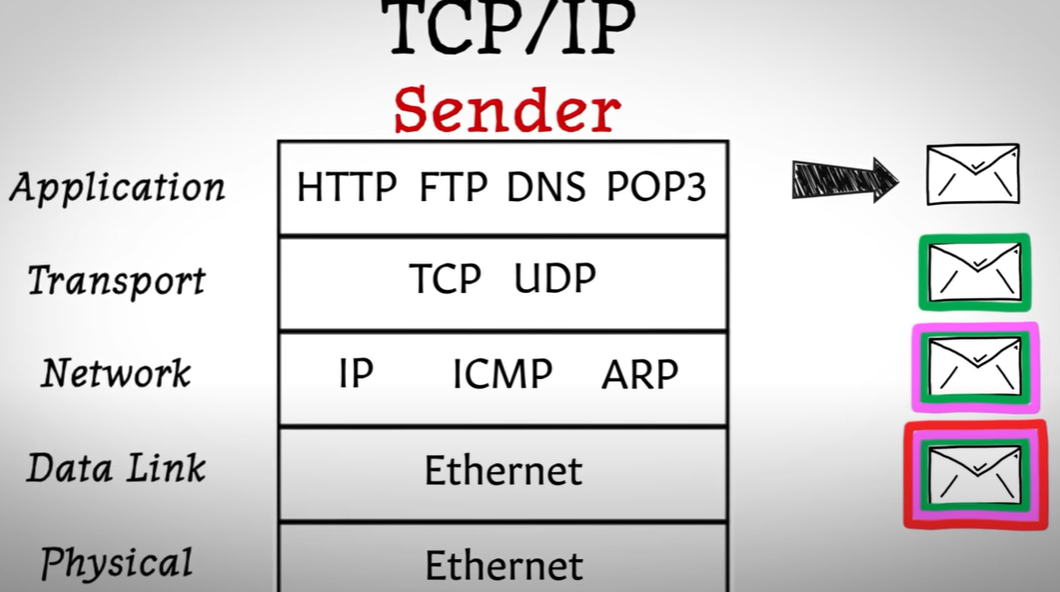 TCP/IP
Sender
Application HTTP FTP DNS POP3
Transport TCP UDP
Network IP ICMP ARP
Data Link Ethernet
Physical Ethernet